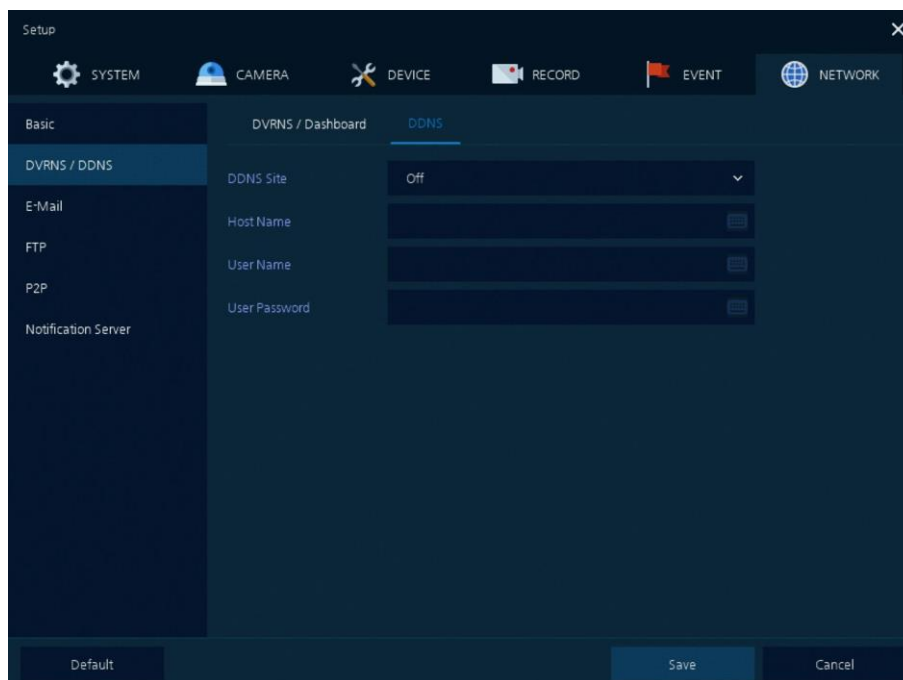 Setup
SYSTEM CAMERA DEVICE RECORD EVENT NETWORK
Basic
DVRNS / DDNS
E-Mail
FTP
P2P
Notification Server
DVRNS / Dashboard DDNS
DDNS Site Off
Host Name
User Name
User Password
Default Save Cancel